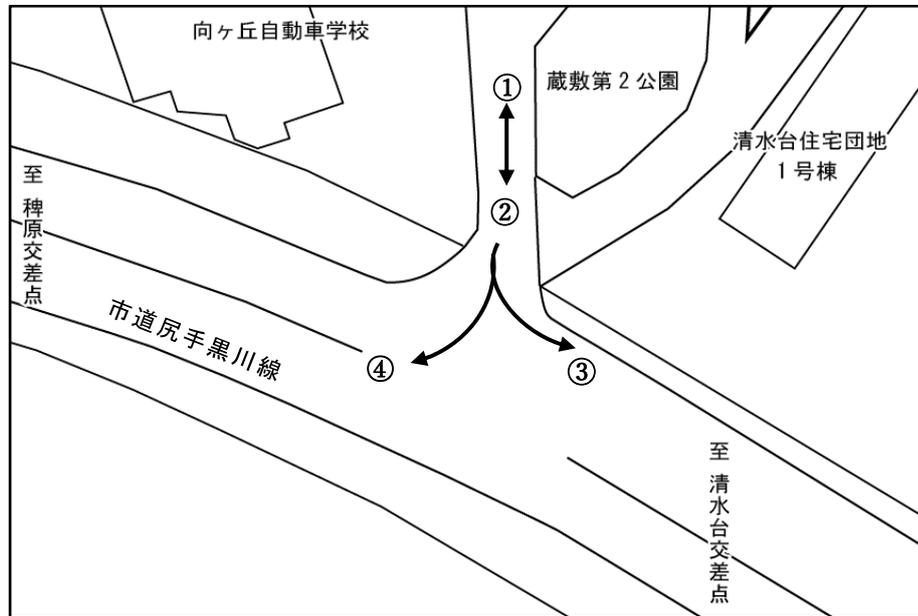 向ヶ丘自動車学校
①
蔵敷第2公園
清水台住宅団地
1号棟
至 稗原交差点
②
市道尻手黒川線
④
③
至 清水台交差点